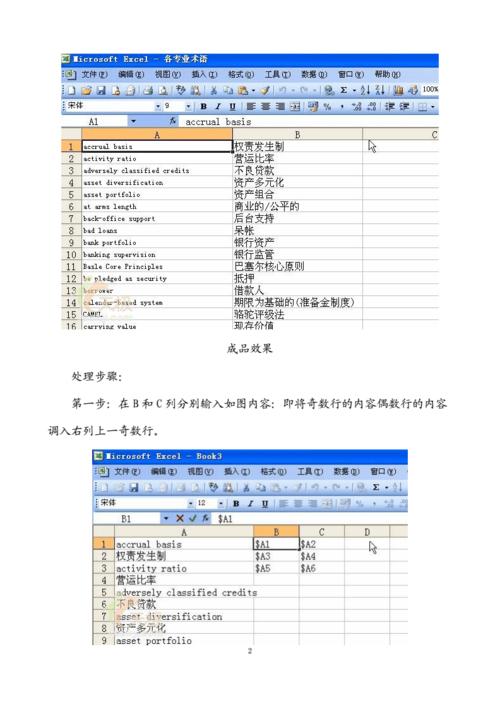 Microsoft Excel - 各专业术语
文件(F) 编辑(E) 视图(V) 插入(I) 格式(O) 工具(T) 数据(D) 窗口(W) 帮助(H)
100%
宋体 9 B I U
A1 fx accrual basis
A B C
1 accrual basis 权责发生制
2 activity ratio 营运比率
3 adversely classified credits 不良贷款
4 asset diversification 资产多元化
5 asset portfolio 资产组合
6 at arms length 商业的/公平的
7 back-office support 后台支持
8 bad loans 呆帐
9 bank portfolio 银行资产
10 banking supervision 银行监管
11 Basle Core Principles 巴塞尔核心原则
12 be pledged as security 抵押
13 borrower 借款人
14 calendar-based system 期限为基础的(准备金制度)
15 CAMEL 骆驼评级法
16 carrying value 现存价值
成品效果
处理步骤：
第一步：在 B 和 C 列分别输入如图内容：即将奇数行的内容偶数行的内容
调入右列上一奇数行。
Microsoft Excel - Book3
文件(F) 编辑(E) 视图(V) 插入(I) 格式(O) 工具(T) 数据(D) 窗口(W)
宋体 12 B I U
B1 fx $A1
A B C D
1 accrual basis $A1 $A2
2 权责发生制 $A3 $A4
3 activity ratio $A5 $A6
4 营运比率
5 adversely classified credits
6 不良贷款
7 asset diversification
8 资产多元化
9 asset portfolio
2